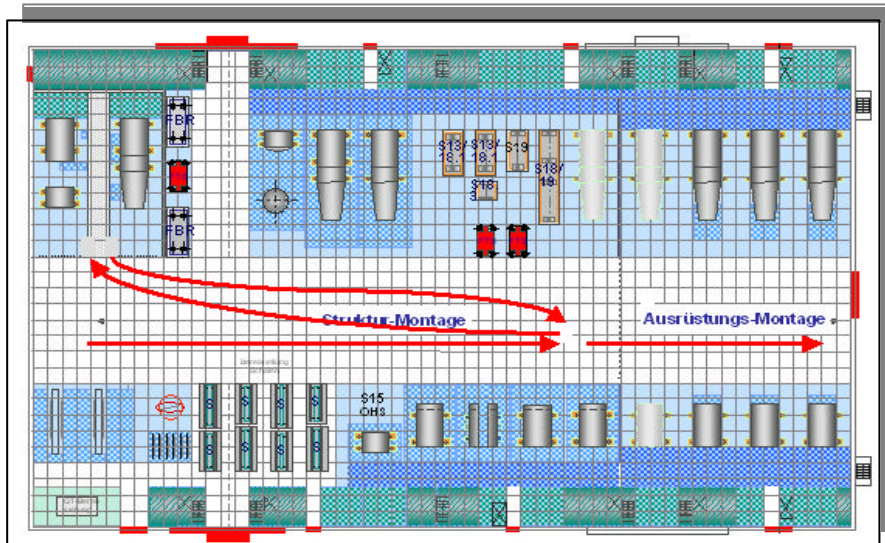 FBR
S13/
18.1
S13/
18.1
S19
S18/
19
S18
FBR
Struktur-Montage
Ausrüstungs-Montage
S15
OHS
S
S
S
S
S
S
S
S